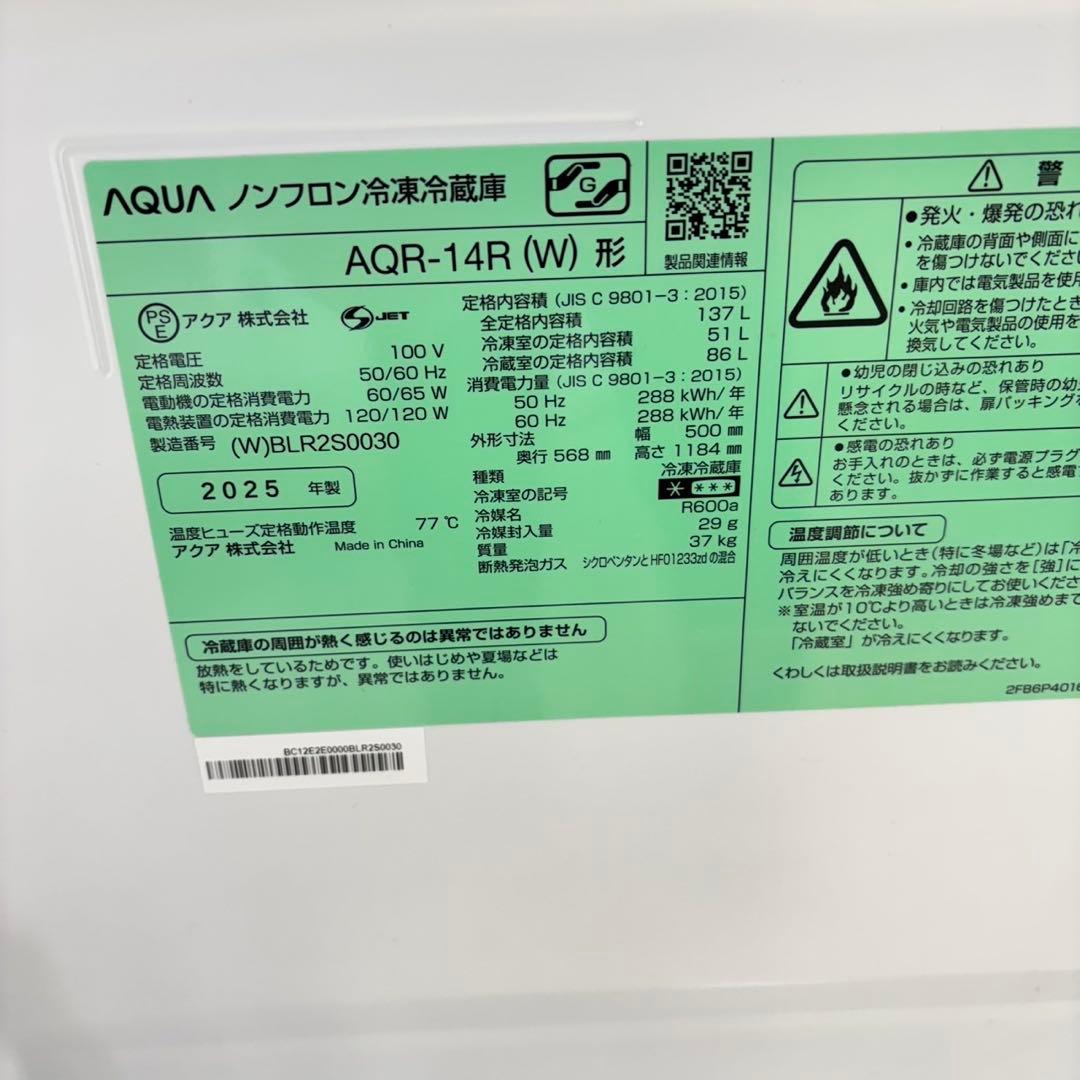 AQUA ノンフロン冷凍冷蔵庫
G
AQR-14R (W) 形
製品関連情報
PSE アクア 株式会社 S JET
定格電圧 100 V
定格周波数 50/60 Hz
電動機の定格消費電力 60/65 W
電熱装置の定格消費電力 120/120 W
製造番号 (W)BLR2S0030
2025 年製
温度ヒューズ定格動作温度 77 ℃
アクア 株式会社 Made in China
定格内容積 (JIS C 9801-3 : 2015)
全定格内容積 137 L
冷凍室の定格内容積 51 L
冷蔵室の定格内容積 86 L
消費電力量 (JIS C 9801-3 : 2015)
50 Hz 288 kWh/年
60 Hz 288 kWh/年
外形寸法 幅 500 ㎜
奥行 568 ㎜ 高さ 1184 ㎜
種類 冷凍冷蔵庫
冷凍室の記号 * ***
冷媒名 R600a
冷媒封入量 29 g
質量 37 kg
断熱発泡ガス シクロペンタンとHFO1233zdの混合
冷蔵庫の周囲が熱く感じるのは異常ではありません
放熱をしているためです。使いはじめや夏場などは
特に熱くなりますが、異常ではありません。
警
●発火・爆発の恐れ
・冷蔵庫の背面や側面に
を傷つけないでくださ
・庫内では電気製品を使
・冷却回路を傷つけたとき
火気や電気製品の使用を
換気してください。
●幼児の閉じ込みの恐れあり
リサイクルの時など、保管時の幼
懸念される場合は、扉パッキング
ください。
●感電の恐れあり
お手入れのときは、必ず電源プラグ
ください。抜かずに作業すると感電
あります。
温度調節について
周囲温度が低いとき(特に冬場など)は「冷
冷えにくくなります。冷却の強さを[強]に
バランスを冷凍強め寄りにしてお使いくださ
※室温が10℃より高いときは冷凍強めま
ないでください。
「冷蔵室」が冷えにくくなります。
くわしくは取扱説明書をお読みください。
2FB6P4016
BC12E2E0000BLR2S0030